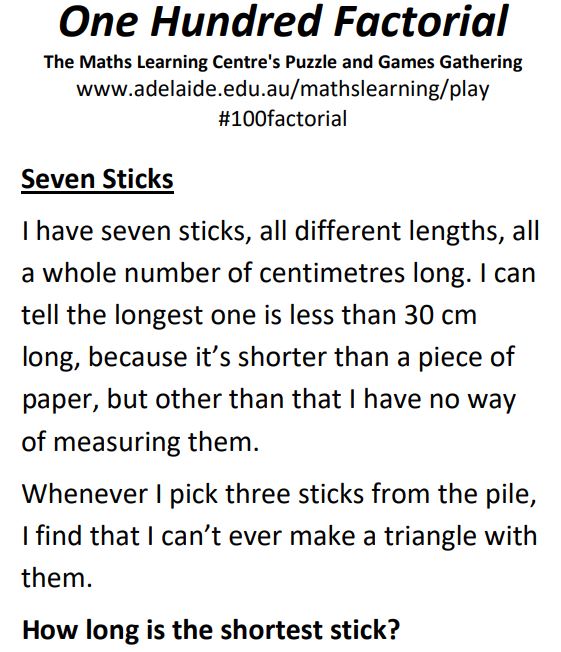 One Hundred Factorial
The Maths Learning Centre's Puzzle and Games Gathering
www.adelaide.edu.au/mathslearning/play
#100factorial
Seven Sticks
I have seven sticks, all different lengths, all
a whole number of centimetres long. I can
tell the longest one is less than 30 cm
long, because it’s shorter than a piece of
paper, but other than that I have no way
of measuring them.
Whenever I pick three sticks from the pile,
I find that I can’t ever make a triangle with
them.
How long is the shortest stick?